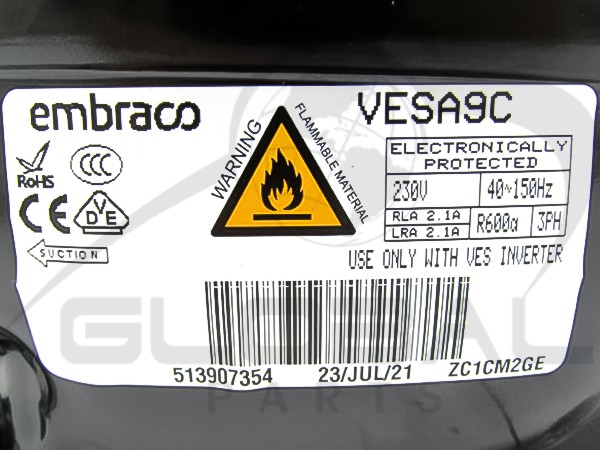 embraco
VESA9C
WARNING
FLAMMABLE MATERIAL
ELECTRONICALLY
PROTECTED
230V
40~150Hz
RLA 2.1A
LRA 2.1A
R600a
3PH
RoHS
CCC
CE
VDE
SUCTION
USE ONLY WITH VES INVERTER
513907354
23/JUL/21
ZC1CM2GE
GLOBAL
PARTS